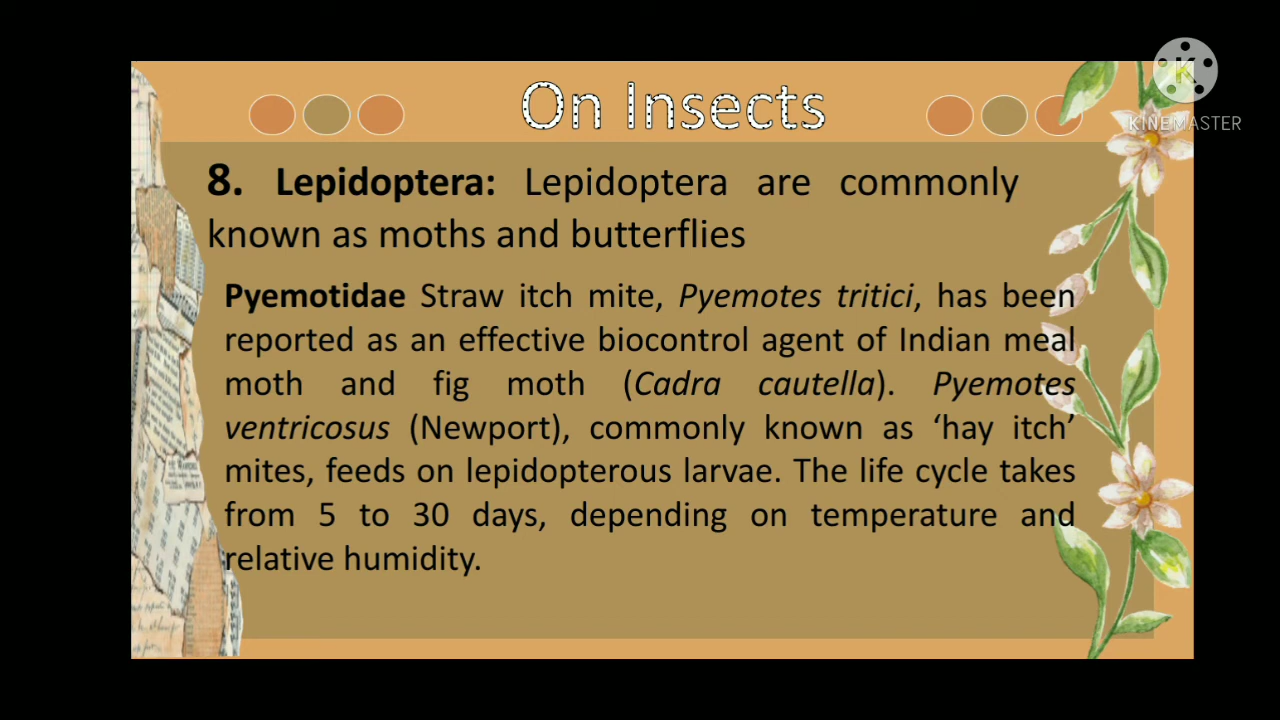 On Insects
KINEMASTER
8. Lepidoptera: Lepidoptera are commonly
known as moths and butterflies
Pyemotidae Straw itch mite, Pyemotes tritici, has been
reported as an effective biocontrol agent of Indian meal
moth and fig moth (Cadra cautella). Pyemotes
ventricosus (Newport), commonly known as ‘hay itch’
mites, feeds on lepidopterous larvae. The life cycle takes
from 5 to 30 days, depending on temperature and
relative humidity.